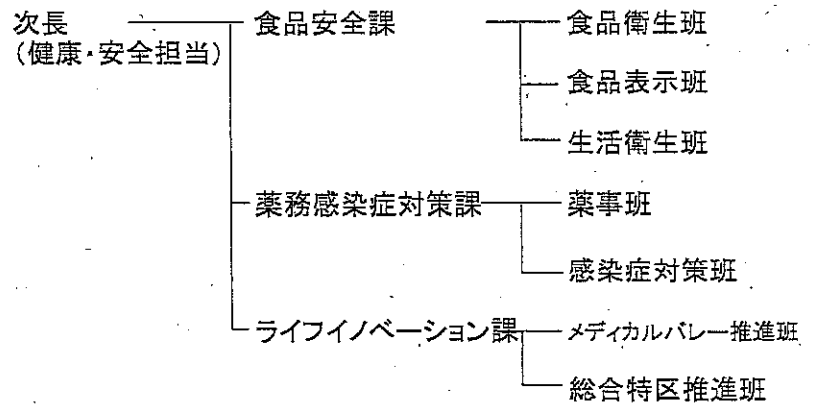 次長
(健康・安全担当)
食品安全課
食品衛生班
食品表示班
生活衛生班
薬務感染症対策課
薬事班
感染症対策班
ライフイノベーション課
メディカルバレー推進班
総合特区推進班